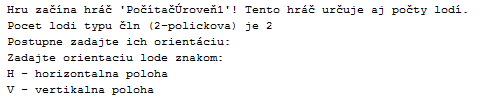 Hru začína hráč 'PočítačÚroveň1'! Tento hráč určuje aj počty lodí.
Pocet lodi typu čln (2-polickova) je 2
Postupne zadajte ich orientáciu:
Zadajte orientaciu lode znakom:
H - horizontalna poloha
V - vertikalna poloha